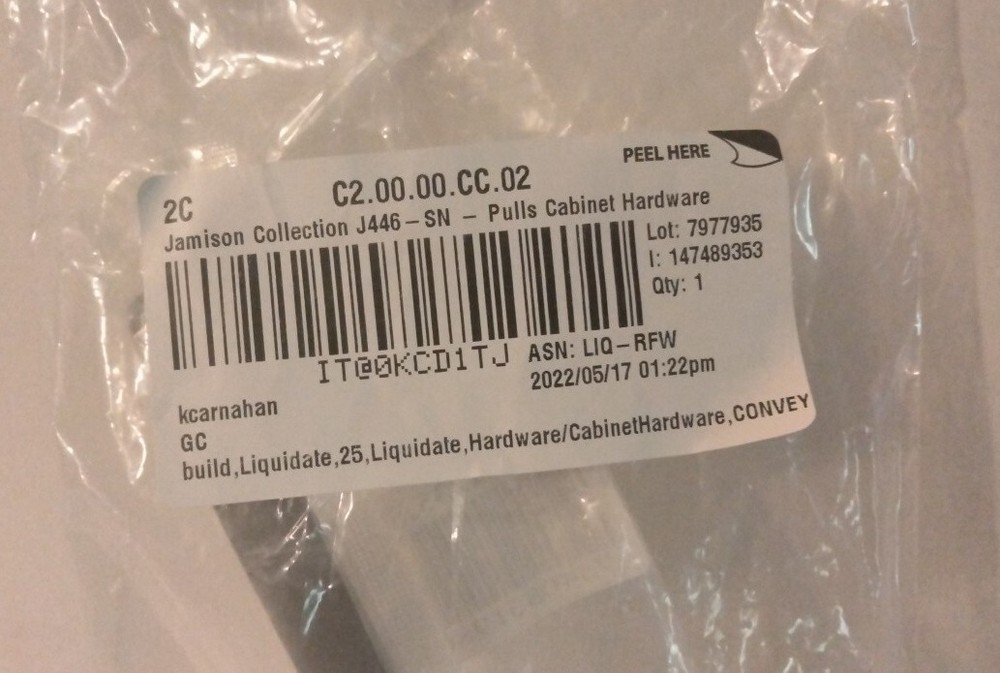 PEEL HERE
2C
C2.00.00.CC.02
Jamison Collection J446-SN - Pulls Cabinet Hardware
Lot: 7977935
I: 147489353
Qty: 1
IT@0KCD1TJ
ASN: LIQ-RFW
2022/05/17 01:22pm
kcarnahan
GC
build,Liquidate,25,Liquidate,Hardware/CabinetHardware,CONVEY